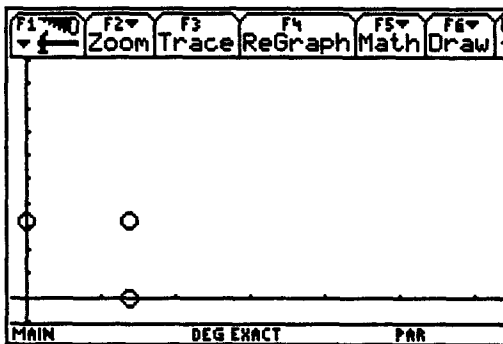 F1 F2 F3 F4 F5 F6
Zoom Trace ReGraph Math Draw
MAIN DEG EXACT PAR